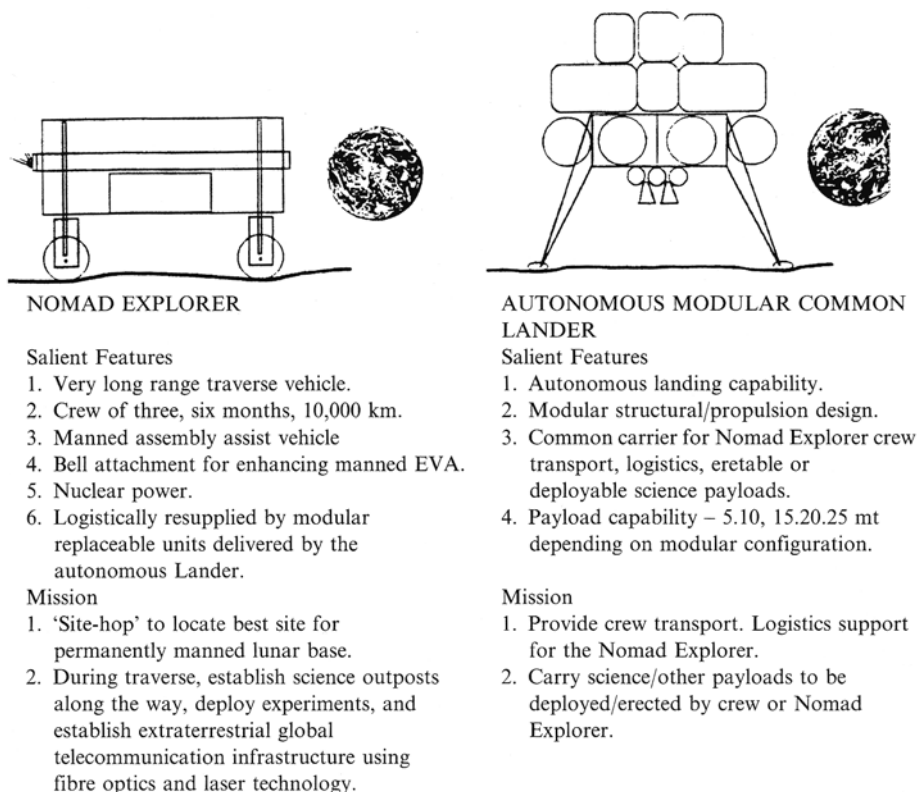 NOMAD EXPLORER
Salient Features
1. Very long range traverse vehicle.
2. Crew of three, six months, 10,000 km.
3. Manned assembly assist vehicle
4. Bell attachment for enhancing manned EVA.
5. Nuclear power.
6. Logistically resupplied by modular
replaceable units delivered by the
autonomous Lander.
Mission
1. ‘Site-hop’ to locate best site for
permanently manned lunar base.
2. During traverse, establish science outposts
along the way, deploy experiments, and
establish extraterrestrial global
telecommunication infrastructure using
fibre optics and laser technology.
AUTONOMOUS MODULAR COMMON
LANDER
Salient Features
1. Autonomous landing capability.
2. Modular structural/propulsion design.
3. Common carrier for Nomad Explorer crew
transport, logistics, eretable or
deployable science payloads.
4. Payload capability – 5.10, 15.20.25 mt
depending on modular configuration.
Mission
1. Provide crew transport. Logistics support
for the Nomad Explorer.
2. Carry science/other payloads to be
deployed/erected by crew or Nomad
Explorer.